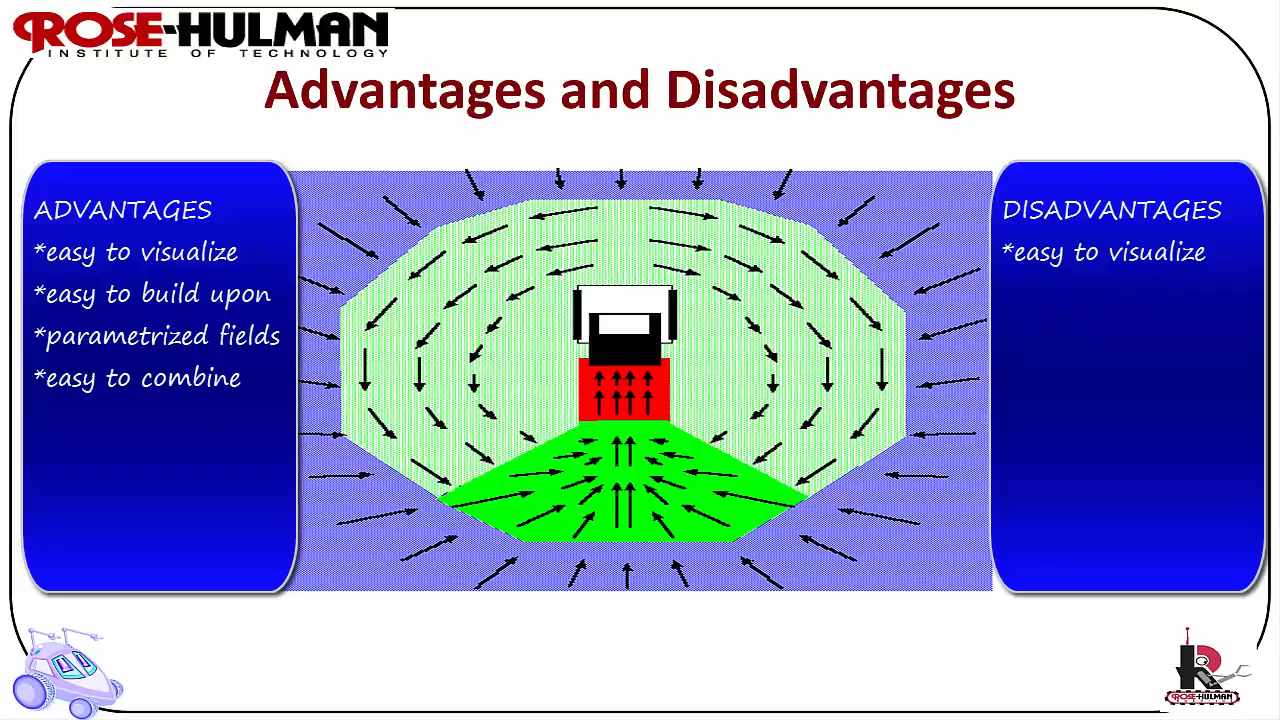 ROSE-HULMAN
INSTITUTE OF TECHNOLOGY
Advantages and Disadvantages
ADVANTAGES
*easy to visualize
*easy to build upon
*parametrized fields
*easy to combine
DISADVANTAGES
*easy to visualize
R
ROSE-HULMAN